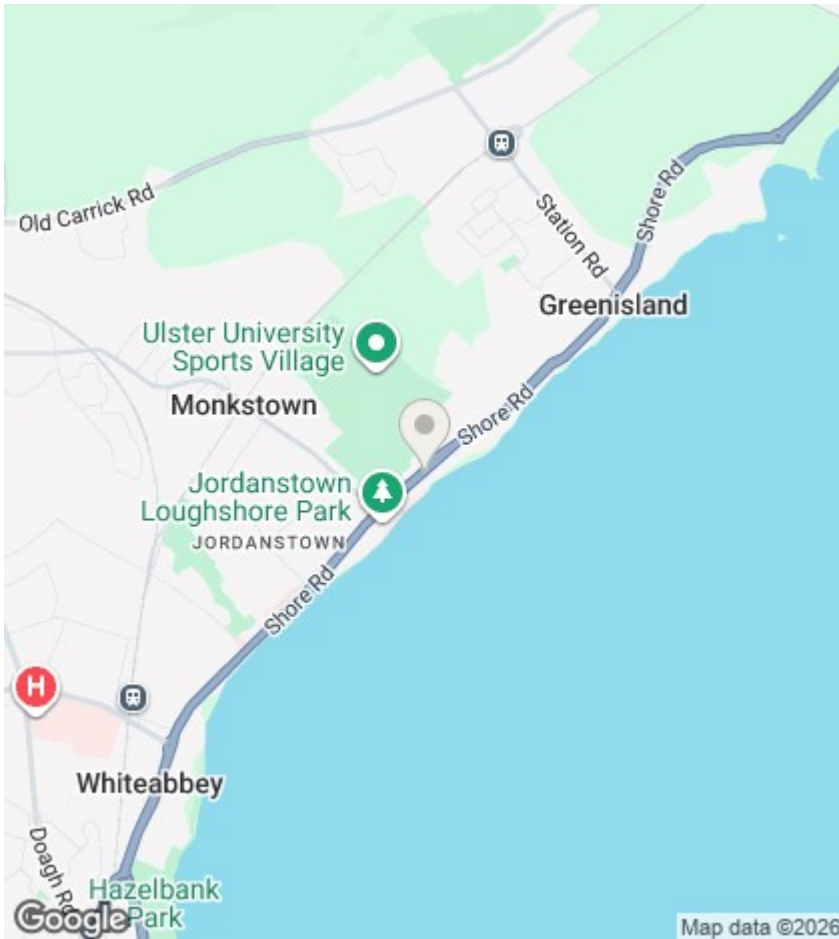 Old Carrick Rd
Station Rd
Shore Rd
Greenisland
Ulster University
Sports Village
Monkstown
Shore Rd
Jordanstown
Loughshore Park
JORDANSTOWN
Shore Rd
H
Whiteabbey
Doagh Rd
Hazelbank
Park
Google
Map data ©2026